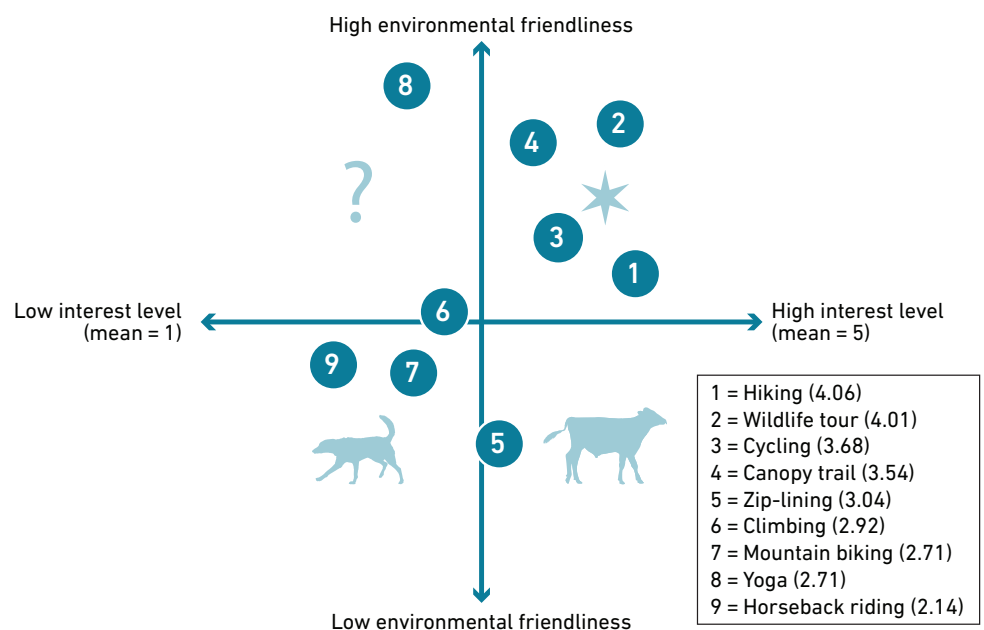 High environmental friendliness
8
2
4
?
3
1
6
Low interest level
(mean = 1)
High interest level
(mean = 5)
9
7
5
1 = Hiking (4.06)
2 = Wildlife tour (4.01)
3 = Cycling (3.68)
4 = Canopy trail (3.54)
5 = Zip-lining (3.04)
6 = Climbing (2.92)
7 = Mountain biking (2.71)
8 = Yoga (2.71)
9 = Horseback riding (2.14)
Low environmental friendliness